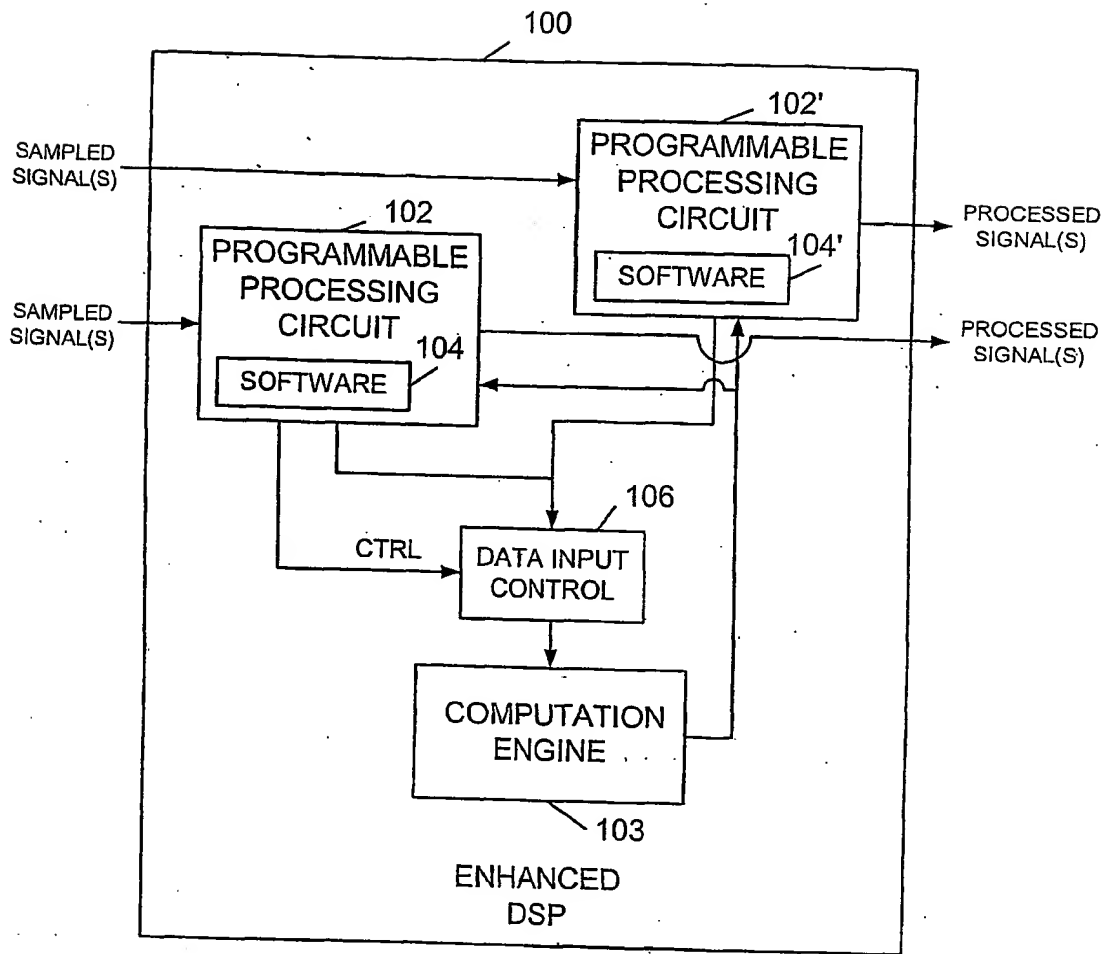 100
102'
SAMPLED
SIGNAL(S)
PROGRAMMABLE
PROCESSING
CIRCUIT
SOFTWARE
104'
PROCESSED
SIGNAL(S)
102
SAMPLED
SIGNAL(S)
PROGRAMMABLE
PROCESSING
CIRCUIT
SOFTWARE
104
PROCESSED
SIGNAL(S)
106
CTRL
DATA INPUT
CONTROL
COMPUTATION
ENGINE
103
ENHANCED
DSP